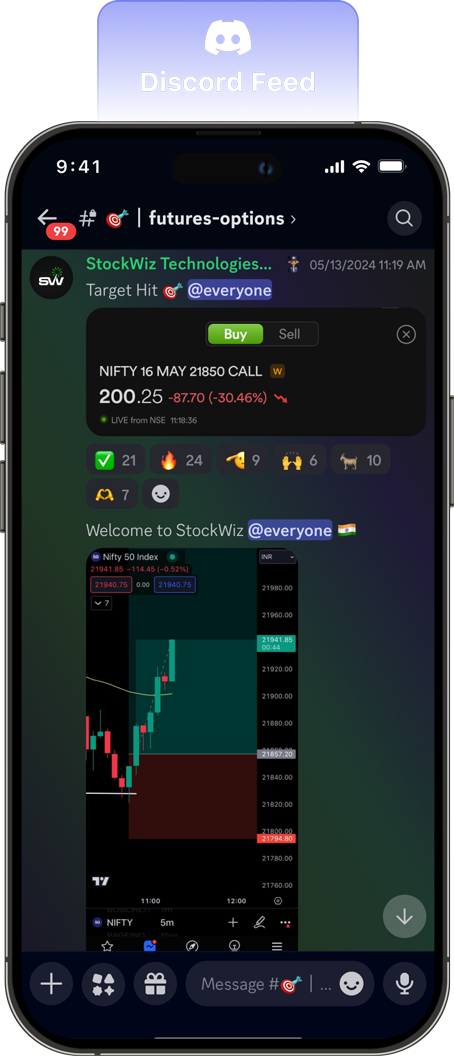 Discord Feed
9:41
99
# | futures-options ›
StockWiz Technologies... 05/13/2024 11:19 AM
SW
Target Hit 🎯 @everyone
Buy Sell
NIFTY 16 MAY 21850 CALL W
200.25 -87.70 (-30.46%)
LIVE from NSE 11:18:36
21 24 9 6 10
7
Welcome to StockWiz @everyone 🇮🇳
50 Nifty 50 Index INR
21941.85 −114.45 (−0.52%)
21940.75 0.00 21940.75
7
21980.00
21941.85
00:44
21920.00
21900.00
21880.00
21857.20
21840.00
21820.00
21800.00
21794.80
21780.00
21760.00
11:00 12:00
50 NIFTY 5m
Message #🎯 | ...